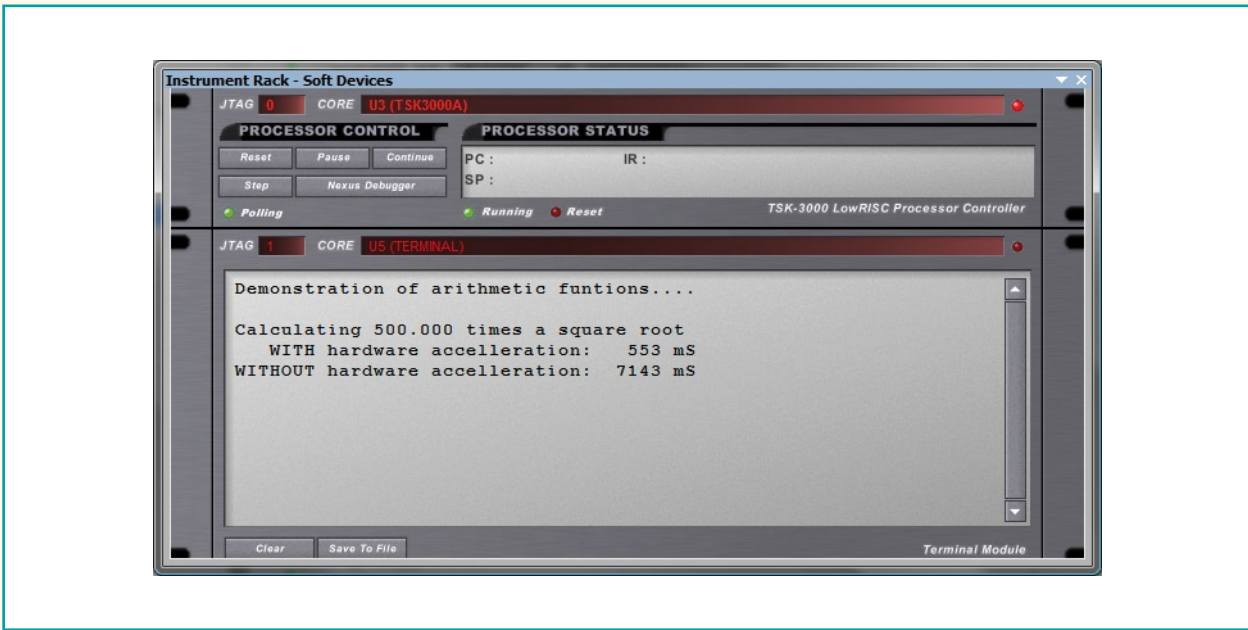 Instrument Rack - Soft Devices
JTAG 0 CORE U3 (TSK3000A)
PROCESSOR CONTROL PROCESSOR STATUS
Reset Pause Continue PC : IR :
Step Nexus Debugger SP :
Polling Running Reset TSK-3000 LowRISC Processor Controller
JTAG 1 CORE U5 (TERMINAL)
Demonstration of arithmetic funtions....
Calculating 500.000 times a square root
WITH hardware accelleration: 553 mS
WITHOUT hardware accelleration: 7143 mS
Clear Save To File Terminal Module